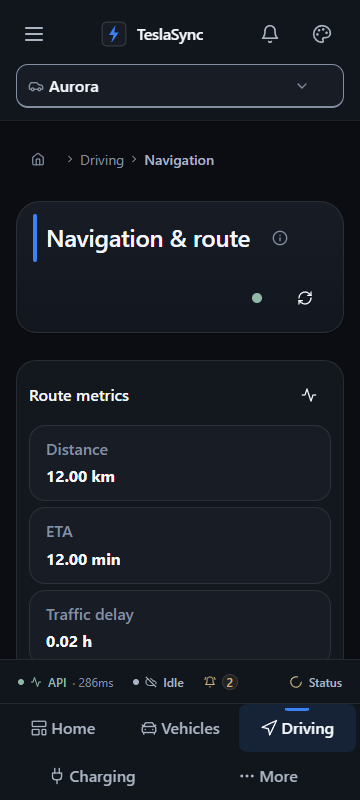 TeslaSync
Aurora
Driving
Navigation
Navigation & route
Route metrics
Distance
12.00 km
ETA
12.00 min
Traffic delay
0.02 h
API · 286ms
Idle
2
Status
Home
Vehicles
Driving
Charging
More